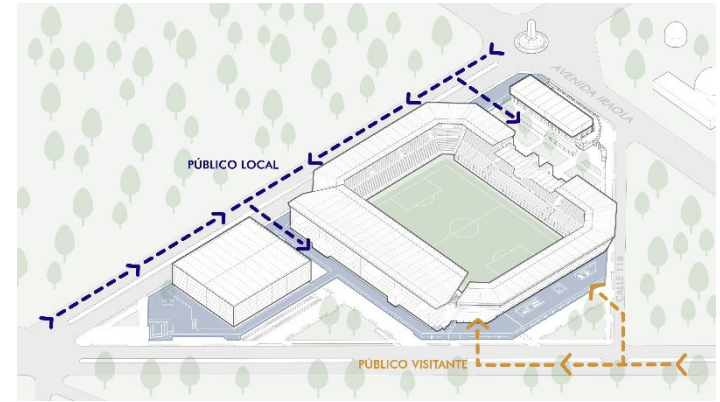 AVENIDA IRAOLA
PÚBLICO LOCAL
CALLE 118
PÚBLICO VISITANTE